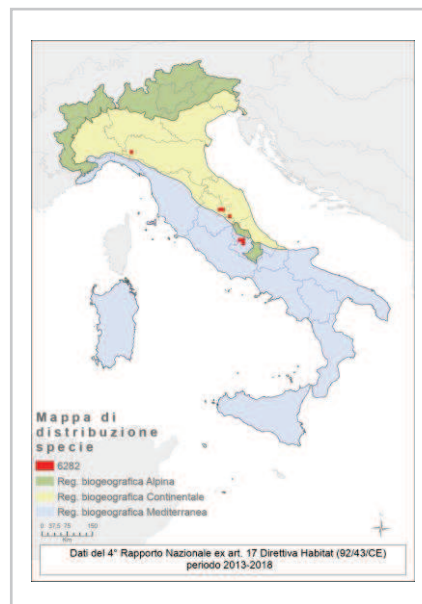 Mappa di
distribuzione
specie
6282
Reg. biogeografica Alpina
Reg. biogeografica Continentale
Reg. biogeografica Mediterranea
0 37,5 75 150
Km
Dati del 4° Rapporto Nazionale ex art. 17 Direttiva Habitat (92/43/CE)
periodo 2013-2018